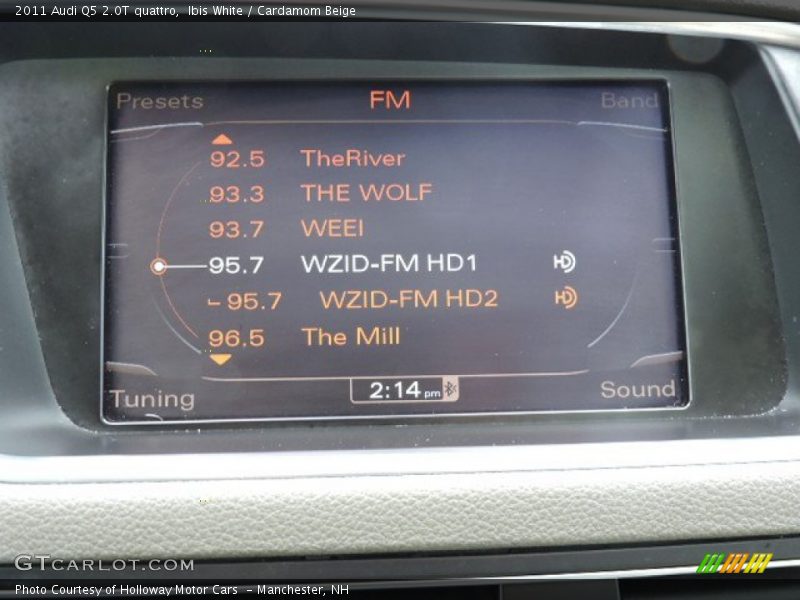 2011 Audi Q5 2.0T quattro, Ibis White / Cardamom Beige
Presets FM Band
92.5 TheRiver
93.3 THE WOLF
93.7 WEEI
95.7 WZID-FM HD1 HD
95.7 WZID-FM HD2 HD
96.5 The Mill
Tuning 2:14 pm Sound
GTCARLOT.COM
Photo Courtesy of Holloway Motor Cars - Manchester, NH